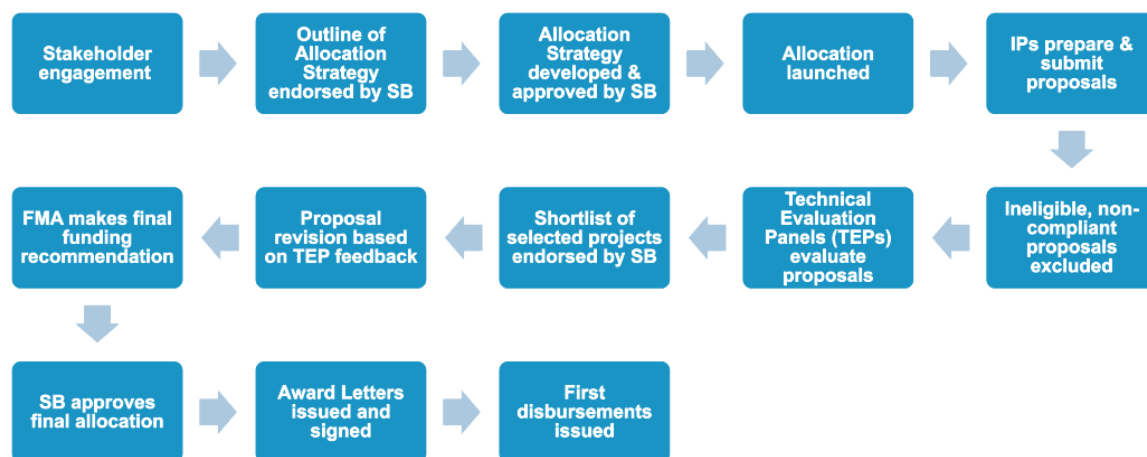 Stakeholder
engagement
Outline of
Allocation
Strategy
endorsed by SB
Allocation
Strategy
developed &
approved by SB
Allocation
launched
IPs prepare &
submit
proposals
Ineligible, non-
compliant
proposals
excluded
Technical
Evaluation
Panels (TEPs)
evaluate
proposals
Shortlist of
selected projects
endorsed by SB
Proposal
revision based
on TEP feedback
FMA makes final
funding
recommendation
SB approves
final allocation
Award Letters
issued and
signed
First
disbursements
issued